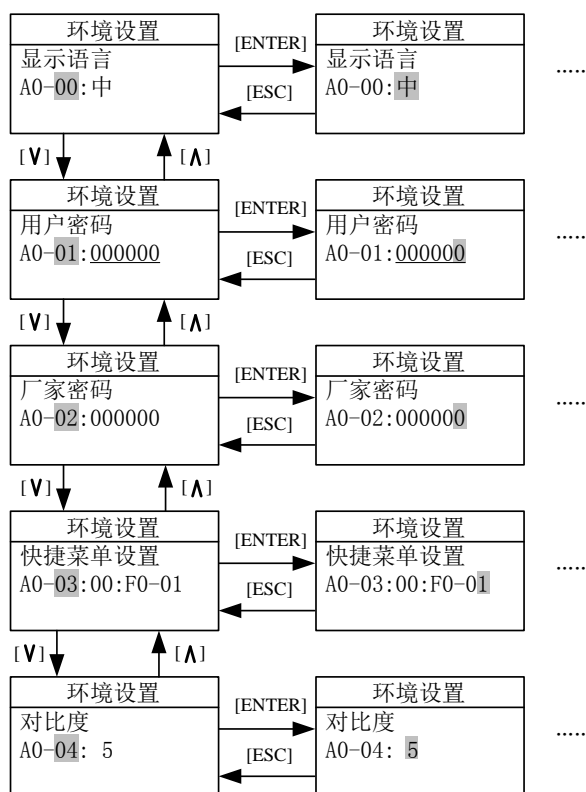 环境设置
显示语言
A0-00:中
[ENTER]
[ESC]
环境设置
显示语言
A0-00:中
.....
[∨]
[∧]
环境设置
用户密码
A0-01:000000
[ENTER]
[ESC]
环境设置
用户密码
A0-01:000000
.....
[∨]
[∧]
环境设置
厂家密码
A0-02:000000
[ENTER]
[ESC]
环境设置
厂家密码
A0-02:000000
.....
[∨]
[∧]
环境设置
快捷菜单设置
A0-03:00:F0-01
[ENTER]
[ESC]
环境设置
快捷菜单设置
A0-03:00:F0-01
.....
[∨]
[∧]
环境设置
对比度
A0-04: 5
[ENTER]
[ESC]
环境设置
对比度
A0-04: 5
.....